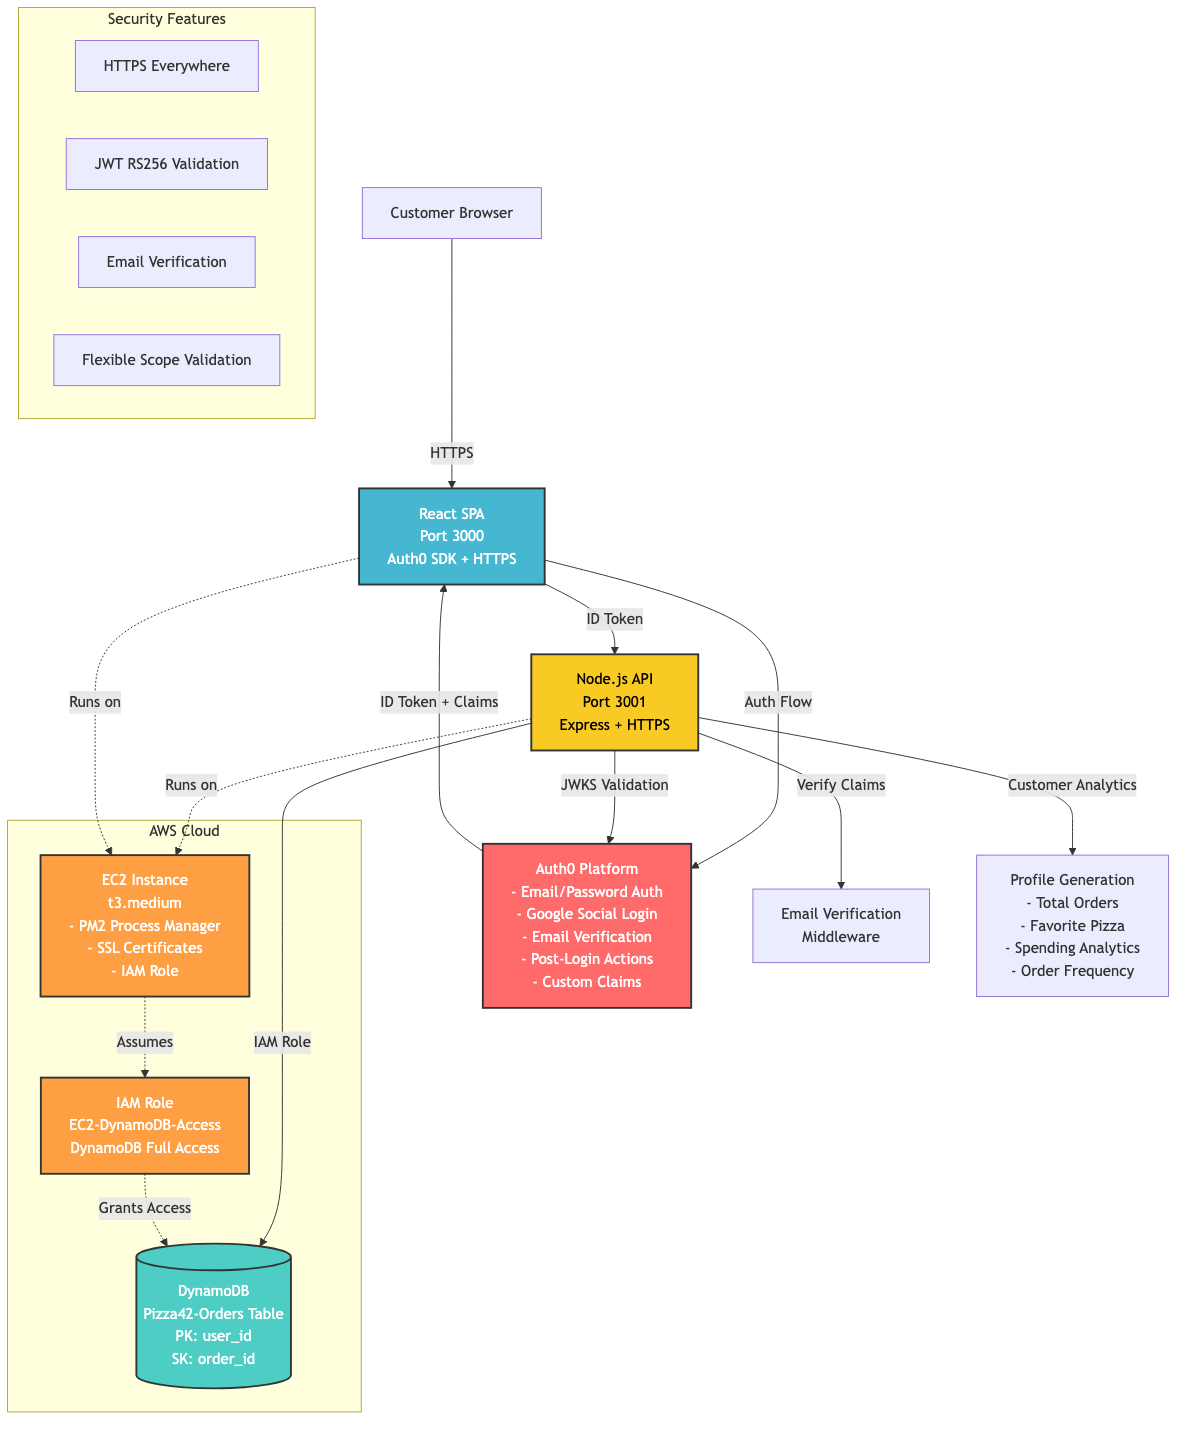 Security Features
HTTPS Everywhere
JWT RS256 Validation
Email Verification
Flexible Scope Validation
Customer Browser
HTTPS
React SPA
Port 3000
Auth0 SDK + HTTPS
ID Token
Node.js API
Port 3001
Express + HTTPS
Runs on
ID Token + Claims
Auth Flow
Runs on
JWKS Validation
Verify Claims
Customer Analytics
AWS Cloud
EC2 Instance
t3.medium
- PM2 Process Manager
- SSL Certificates
- IAM Role
Auth0 Platform
- Email/Password Auth
- Google Social Login
- Email Verification
- Post-Login Actions
- Custom Claims
Email Verification
Middleware
Profile Generation
- Total Orders
- Favorite Pizza
- Spending Analytics
- Order Frequency
Assumes
IAM Role
IAM Role
EC2-DynamoDB-Access
DynamoDB Full Access
Grants Access
DynamoDB
Pizza42-Orders Table
PK: user_id
SK: order_id